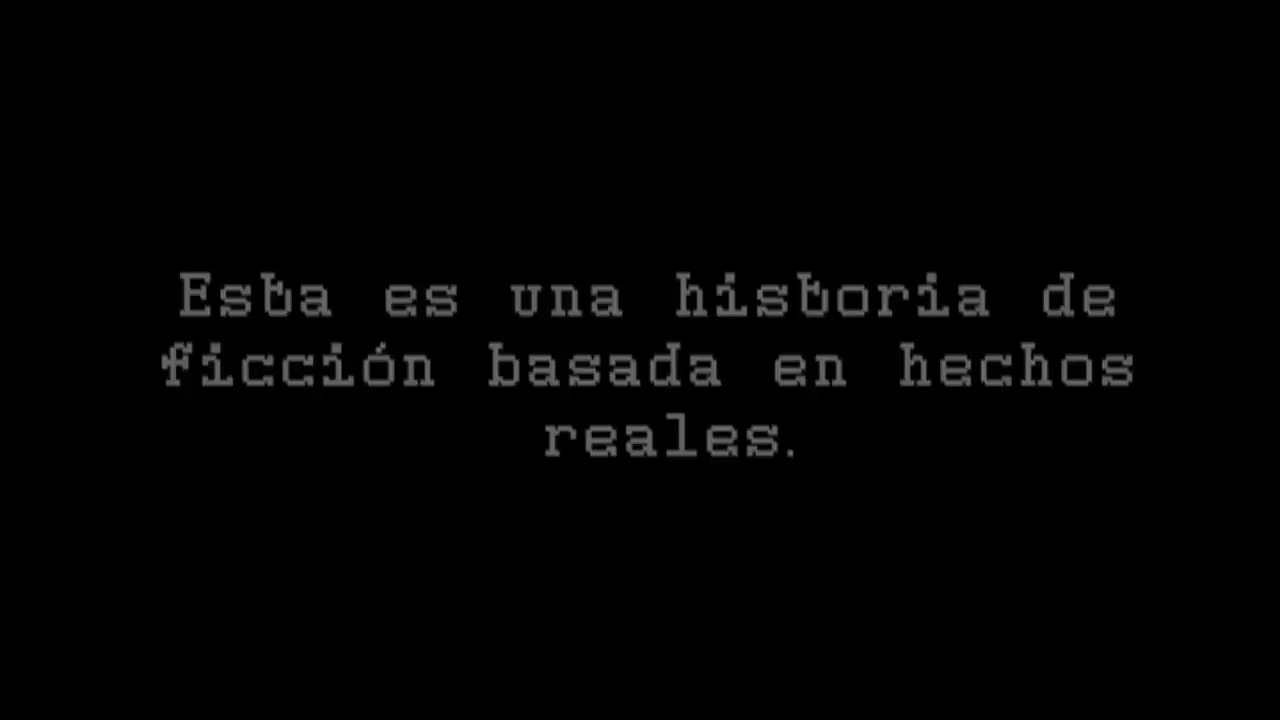 Esta es una historia de
ficción basada en hechos
reales.